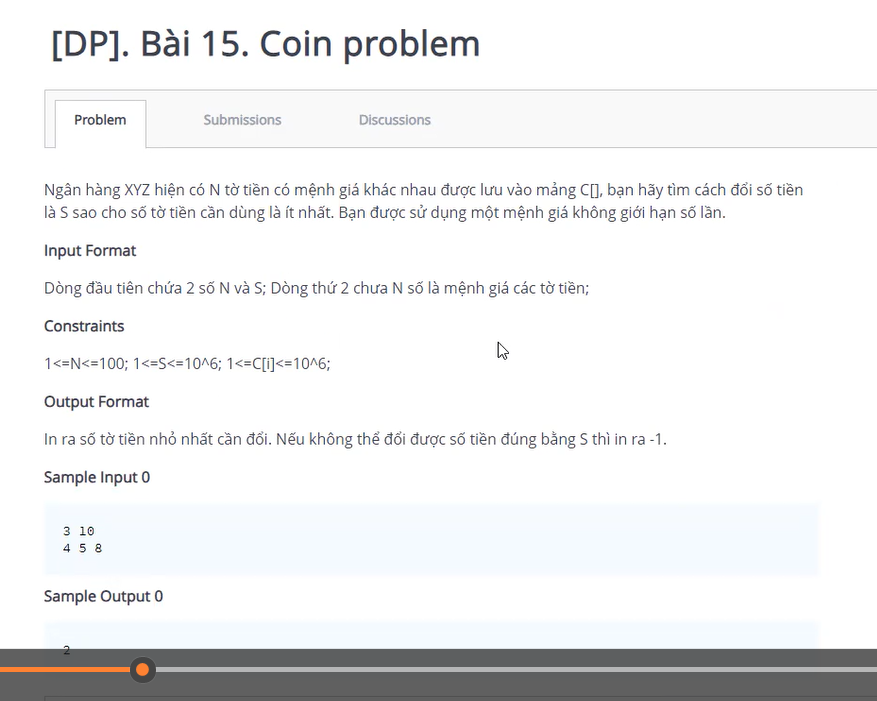 [DP]. Bài 15. Coin problem
Problem Submissions Discussions
Ngân hàng XYZ hiện có N tờ tiền có mệnh giá khác nhau được lưu vào mảng C[], bạn hãy tìm cách đổi số tiền
là S sao cho số tờ tiền cần dùng là ít nhất. Bạn được sử dụng một mệnh giá không giới hạn số lần.
Input Format
Dòng đầu tiên chứa 2 số N và S; Dòng thứ 2 chưa N số là mệnh giá các tờ tiền;
Constraints
1<=N<=100; 1<=S<=10^6; 1<=C[i]<=10^6;
Output Format
In ra số tờ tiền nhỏ nhất cần đổi. Nếu không thể đổi được số tiền đúng bằng S thì in ra -1.
Sample Input 0
3 10
4 5 8
Sample Output 0
2